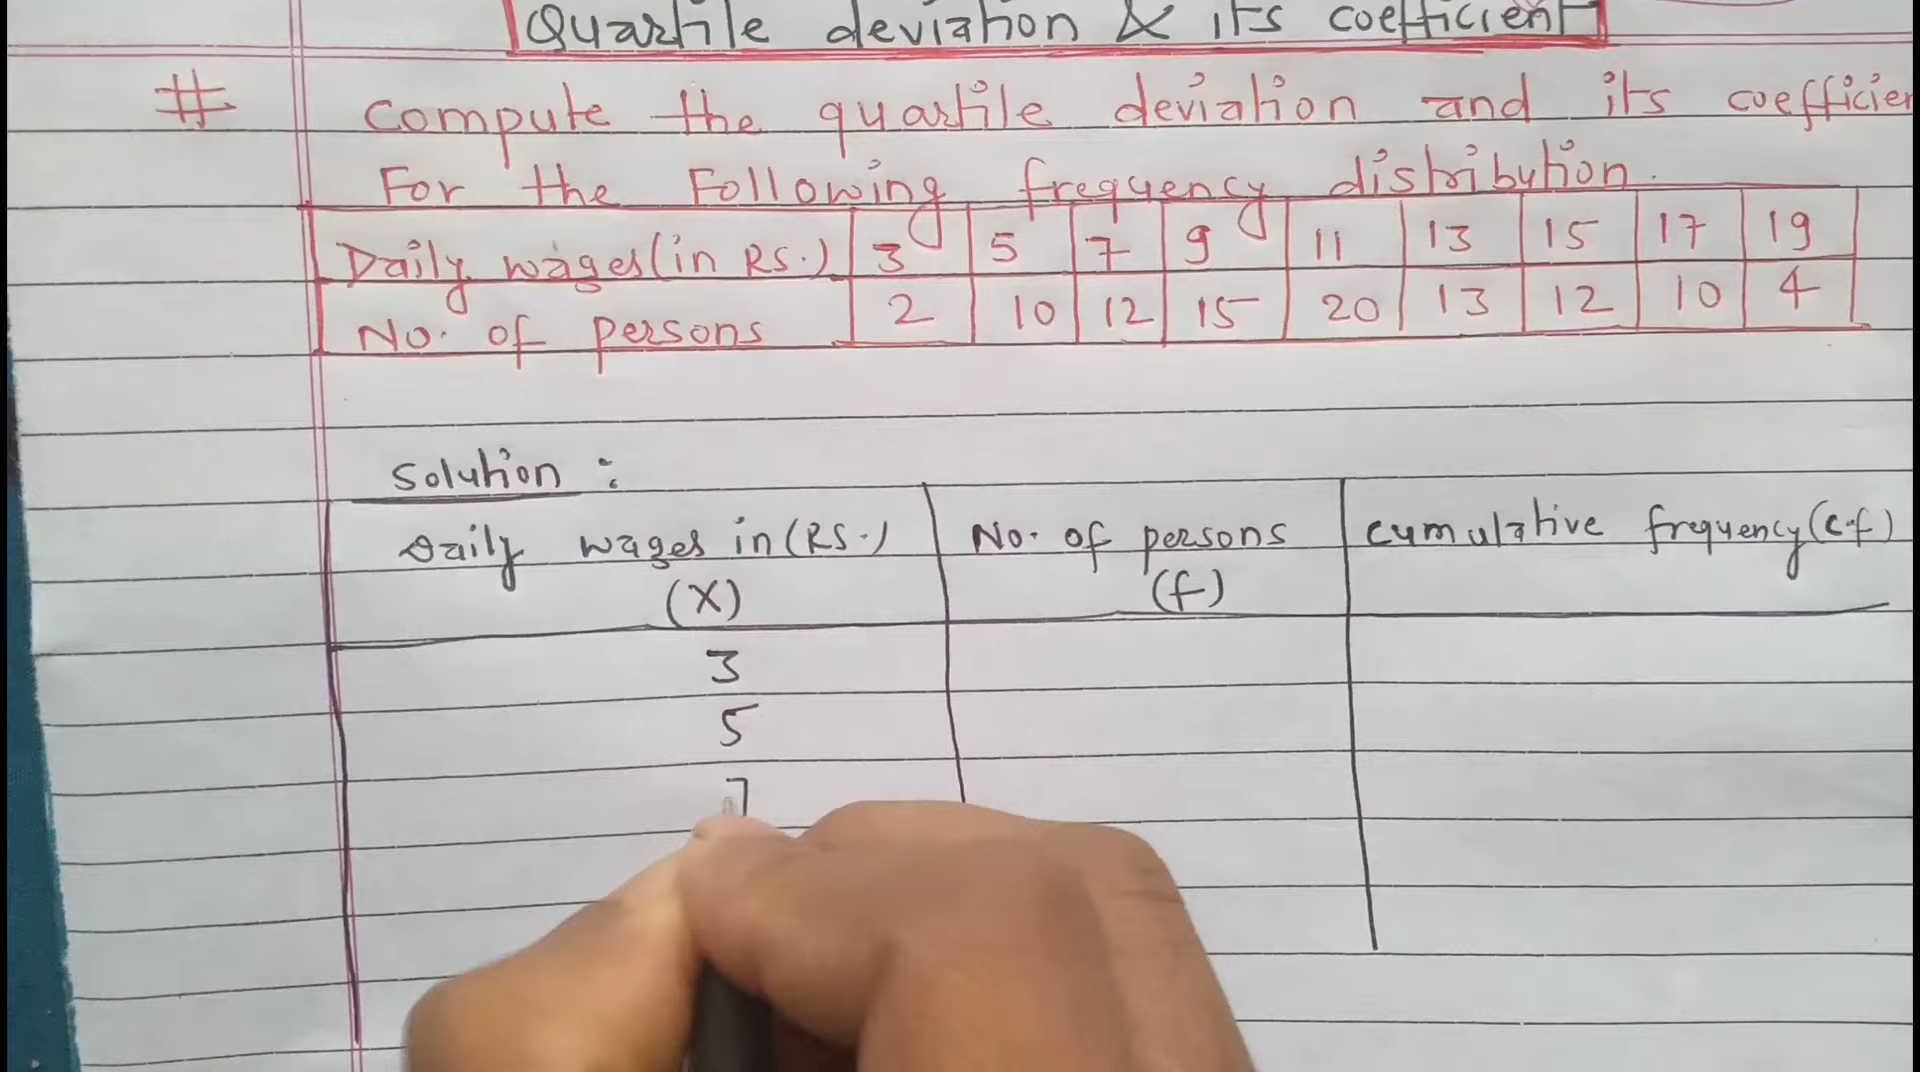 Quartile deviation & its coefficient
# Compute the quartile deviation and its
For the Following frequency distribution.
Daily wages (in RS.) 3 5 7 9 11 13 15 17 19
No. of persons 2 10 12 15 20 13 12 10 4
Solution :
Daily wages in (RS.) No. of persons Cumulative frequency (c.f)
(X) (f)
3
5
7